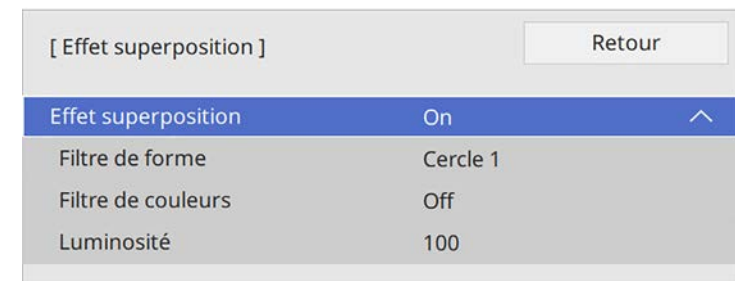 [ Effet superposition ] Retour
Effet superposition On
Filtre de forme Cercle 1
Filtre de couleurs Off
Luminosité 100